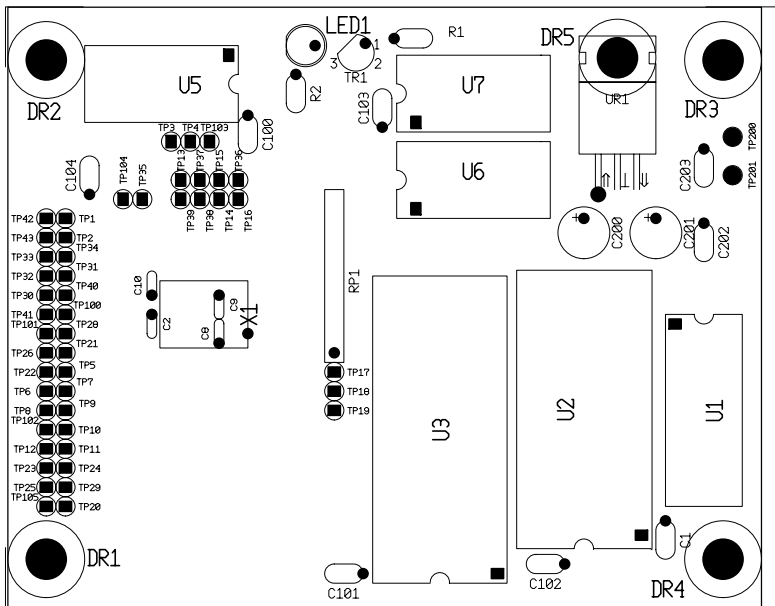 LED1
R1
DR5
1
3
2
TR1
U5
U7
UR1
R2
C103
DR2
DR3
C100
TP200
TP3
TP4
TP103
C104
TP104
TP35
TP13
TP37
TP15
TP36
U6
C203
TP201
TP39
TP38
TP14
TP16
+
C200
+
C201
C202
TP42
TP1
TP43
TP2
TP34
TP33
TP31
TP32
TP40
TP30
TP100
TP41
TP101
TP28
TP21
TP26
TP5
TP22
TP7
TP6
TP9
TP8
TP102
TP10
TP12
TP11
TP23
TP24
TP25
TP29
TP105
TP20
C10
C2
C9
C8
X1
RP1
TP17
TP18
TP19
U3
U2
U1
C1
DR1
C101
C102
DR4